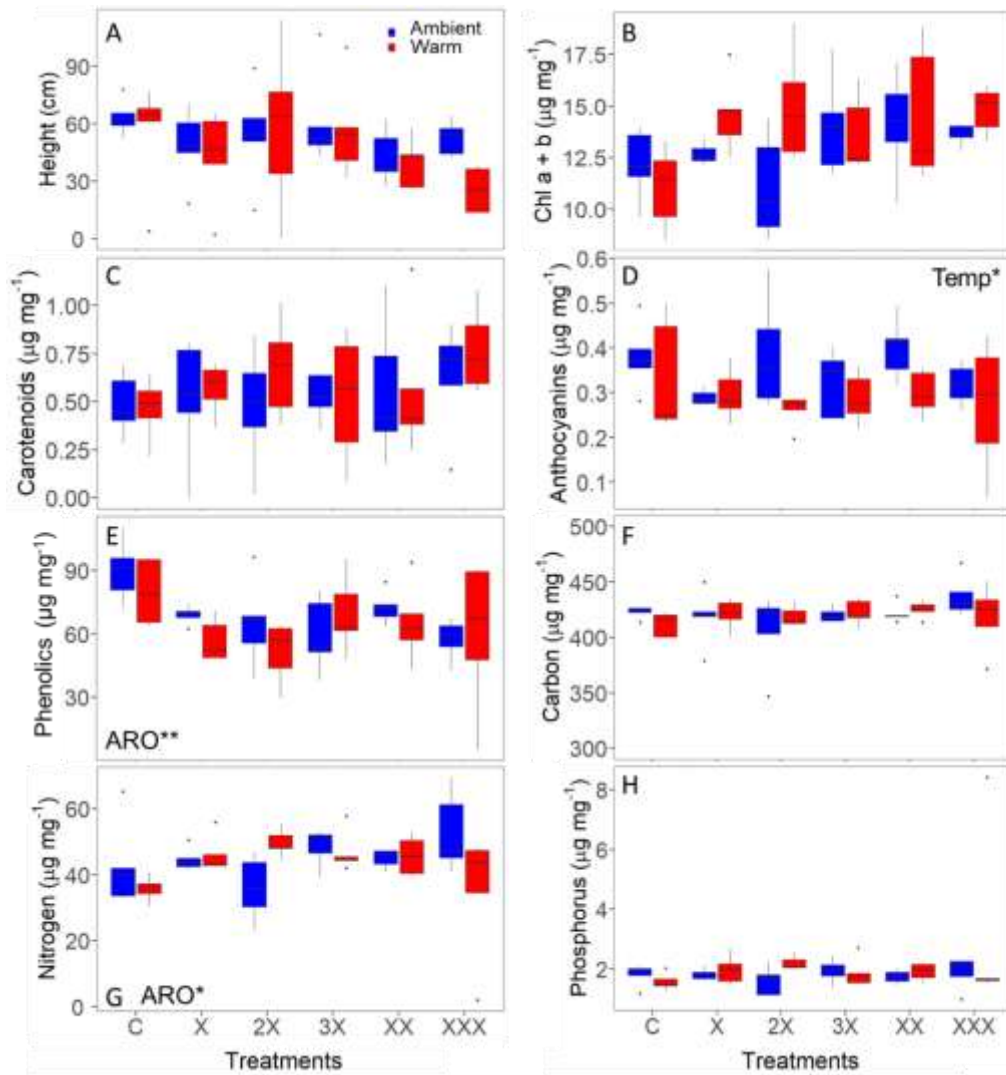 A
Ambient
Warm
Height (cm)
90
60
30
0
B
Chl a + b (µg mg⁻¹)
17.5
15.0
12.5
10.0
C
Carotenoids (µg mg⁻¹)
1.00
0.75
0.50
0.25
0.00
D
Temp*
Anthocyanins (µg mg⁻¹)
0.6
0.5
0.4
0.3
0.2
0.1
E
Phenolics (µg mg⁻¹)
90
60
30
ARO**
F
Carbon (µg mg⁻¹)
500
450
400
350
300
Nitrogen (µg mg⁻¹)
60
40
20
0
G ARO*
C X 2X 3X XX XXX
Treatments
H
Phosphorus (µg mg⁻¹)
8
6
4
2
C X 2X 3X XX XXX
Treatments